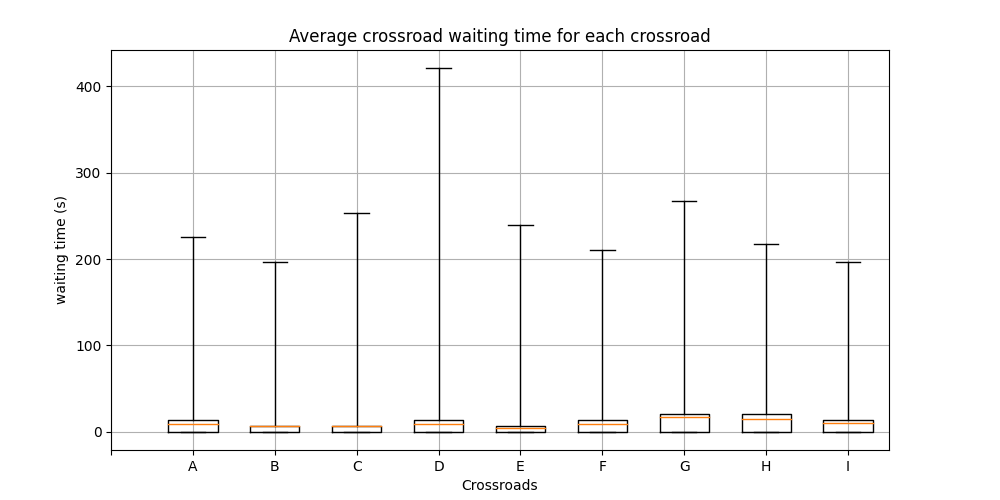 Average crossroad waiting time for each crossroad
waiting time (s)
400
300
200
100
0
A B C D E F G H I
Crossroads